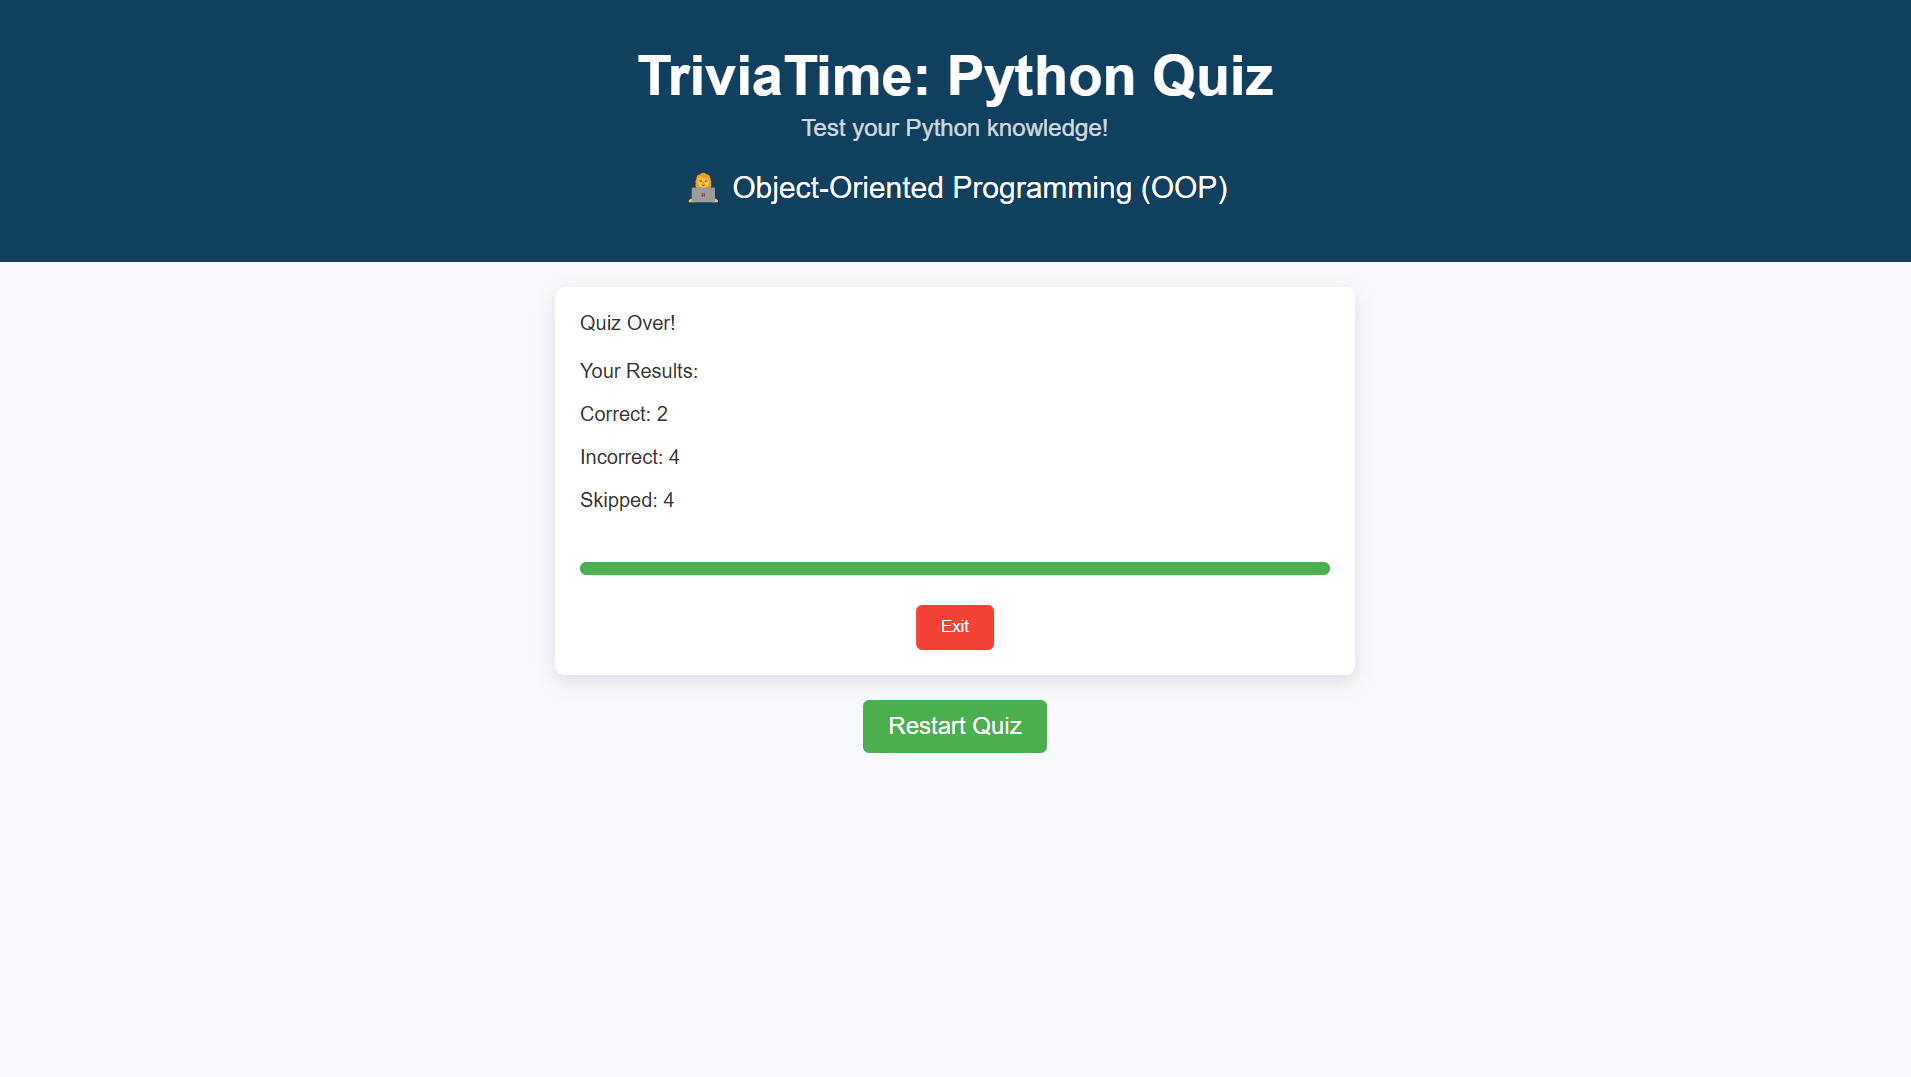 TriviaTime: Python Quiz
Test your Python knowledge!
Object-Oriented Programming (OOP)
Quiz Over!
Your Results:
Correct: 2
Incorrect: 4
Skipped: 4
Exit
Restart Quiz